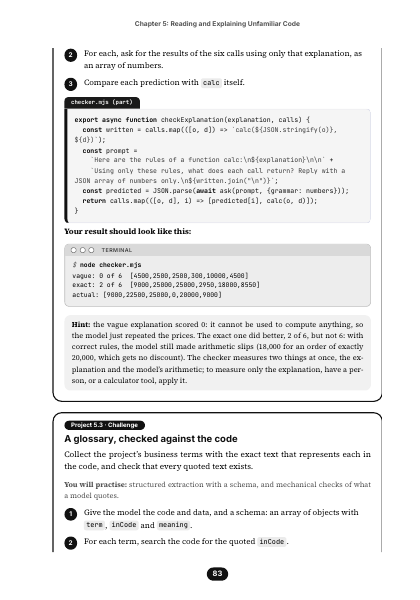 Chapter 5: Reading and Explaining Unfamiliar Code
2 For each, ask for the results of the six calls using only that explanation, as
an array of numbers.
3 Compare each prediction with calc itself.
checker.mjs (part)
export async function checkExplanation(explanation, calls) {
const written = calls.map(([o, d]) => `calc(${JSON.stringify(o)},
${d})`);
const prompt =
`Here are the rules of a function calc:\n${explanation}\n\n` +
`Using only these rules, what does each call return? Reply with a
JSON array of numbers only.\n${written.join("\n")}`;
const predicted = JSON.parse(await ask(prompt, {grammar: numbers}));
return calls.map(([o, d], i) => [predicted[i], calc(o, d)]);
}
Your result should look like this:
TERMINAL
$ node checker.mjs
vague: 0 of 6 [4500,2500,2500,300,10000,4500]
exact: 2 of 6 [9000,25000,25000,2950,18000,8550]
actual: [9000,22500,25000,0,20000,9000]
Hint: the vague explanation scored 0: it cannot be used to compute anything, so
the model just repeated the prices. The exact one did better, 2 of 6, but not 6: with
correct rules, the model still made arithmetic slips (18,000 for an order of exactly
20,000, which gets no discount). The checker measures two things at once, the ex-
planation and the model's arithmetic; to measure only the explanation, have a per-
son, or a calculator tool, apply it.
Project 5.3 · Challenge
A glossary, checked against the code
Collect the project's business terms with the exact text that represents each in
the code, and check that every quoted text exists.
You will practise: structured extraction with a schema, and mechanical checks of what
a model quotes.
1 Give the model the code and data, and a schema: an array of objects with
term, inCode and meaning.
2 For each term, search the code for the quoted inCode.
83